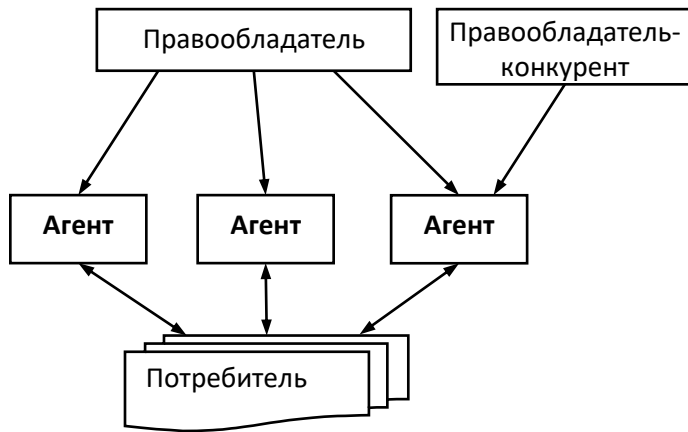 Правообладатель
Правообладатель-
конкурент
Агент
Агент
Агент
Потребитель